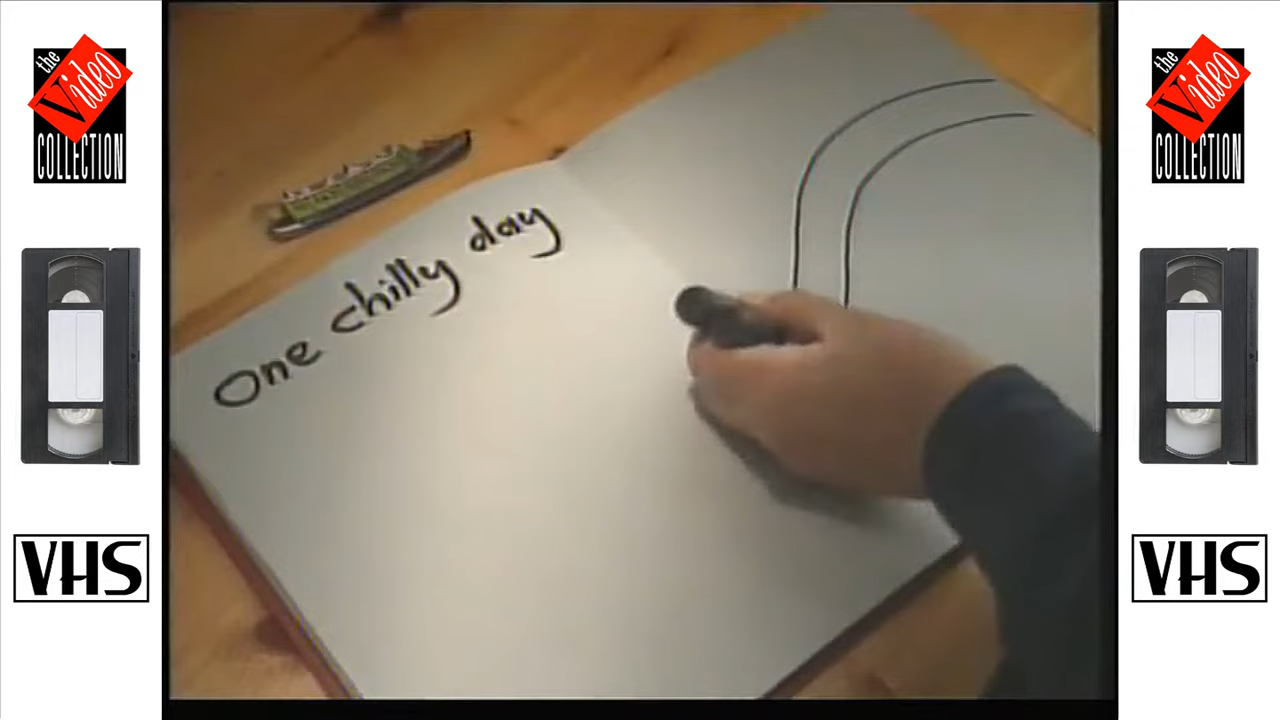 the
Video
COLLECTION
VHS
One chilly day
the
Video
COLLECTION
VHS